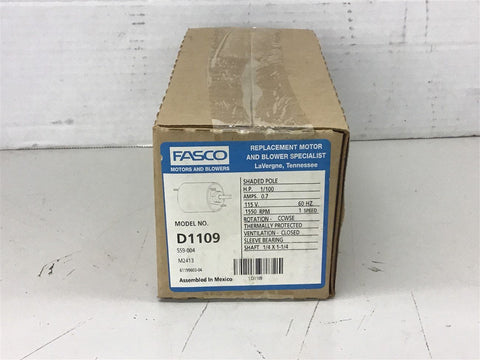 FASCO
MOTORS AND BLOWERS
REPLACEMENT MOTOR
AND BLOWER SPECIALIST
LaVergne, Tennessee
MODEL NO.
D1109
559-004
M2413
Assembled in Mexico
SHADED POLE
H.P. 1/100
AMPS. 0.7
115 V. 60 HZ.
1550 RPM 1 SPEED
ROTATION - CCWSE
THERMALLY PROTECTED
VENTILATION - CLOSED
SLEEVE BEARING
SHAFT 1/4 X 1-1/4